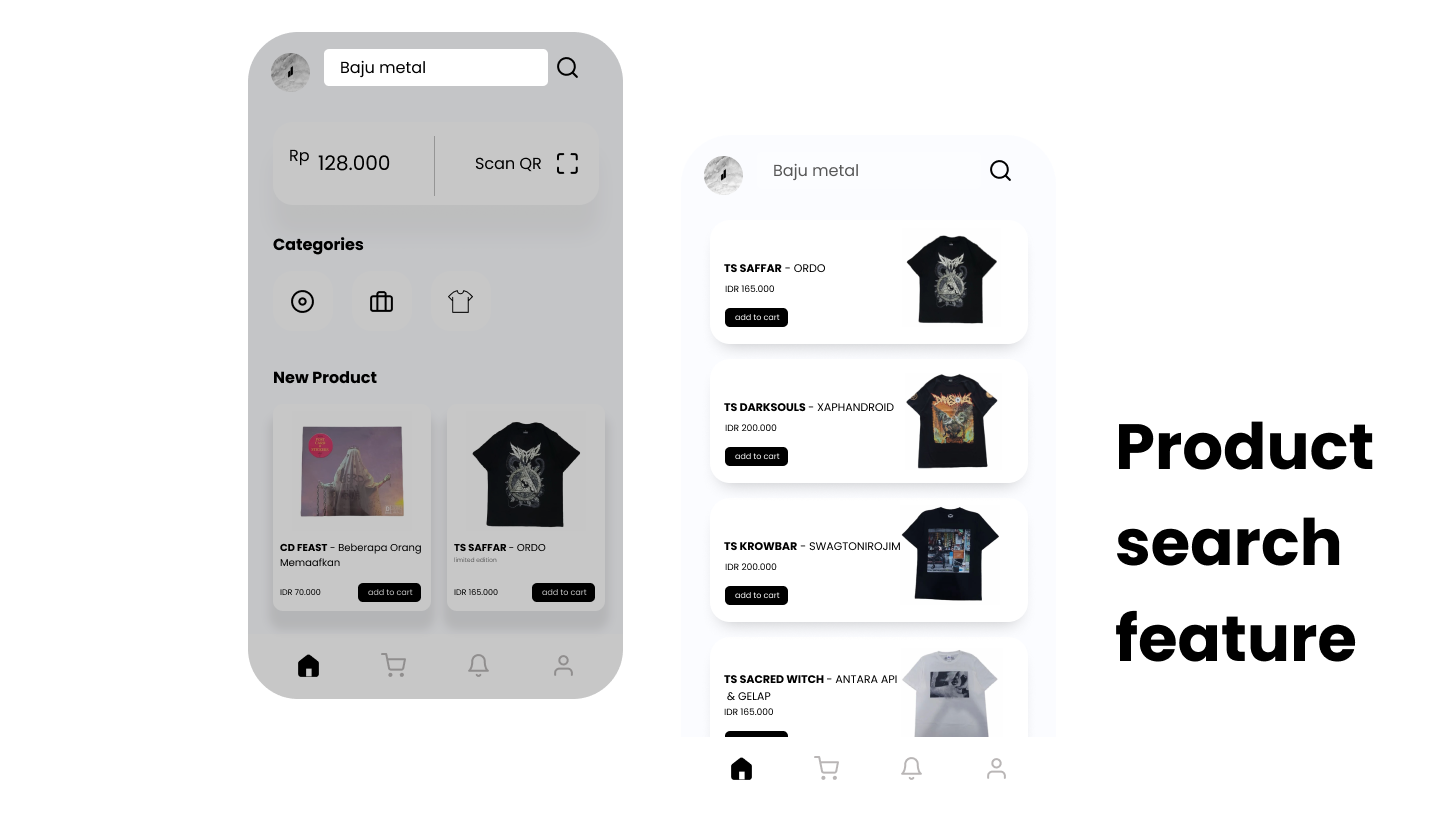 Baju metal
Rp 128.000
Scan QR
Categories
New Product
CD FEAST - Beberapa Orang
Memaafkan
IDR 70.000
add to cart
TS SAFFAR - ORDO
limited edition
IDR 165.000
add to cart
Baju metal
TS SAFFAR - ORDO
IDR 165.000
add to cart
TS DARKSOULS - XAPHANDROID
IDR 200.000
add to cart
TS KROWBAR - SWAGTONIROJIM
IDR 200.000
add to cart
TS SACRED WITCH - ANTARA API
& GELAP
IDR 165.000
Product
search
feature